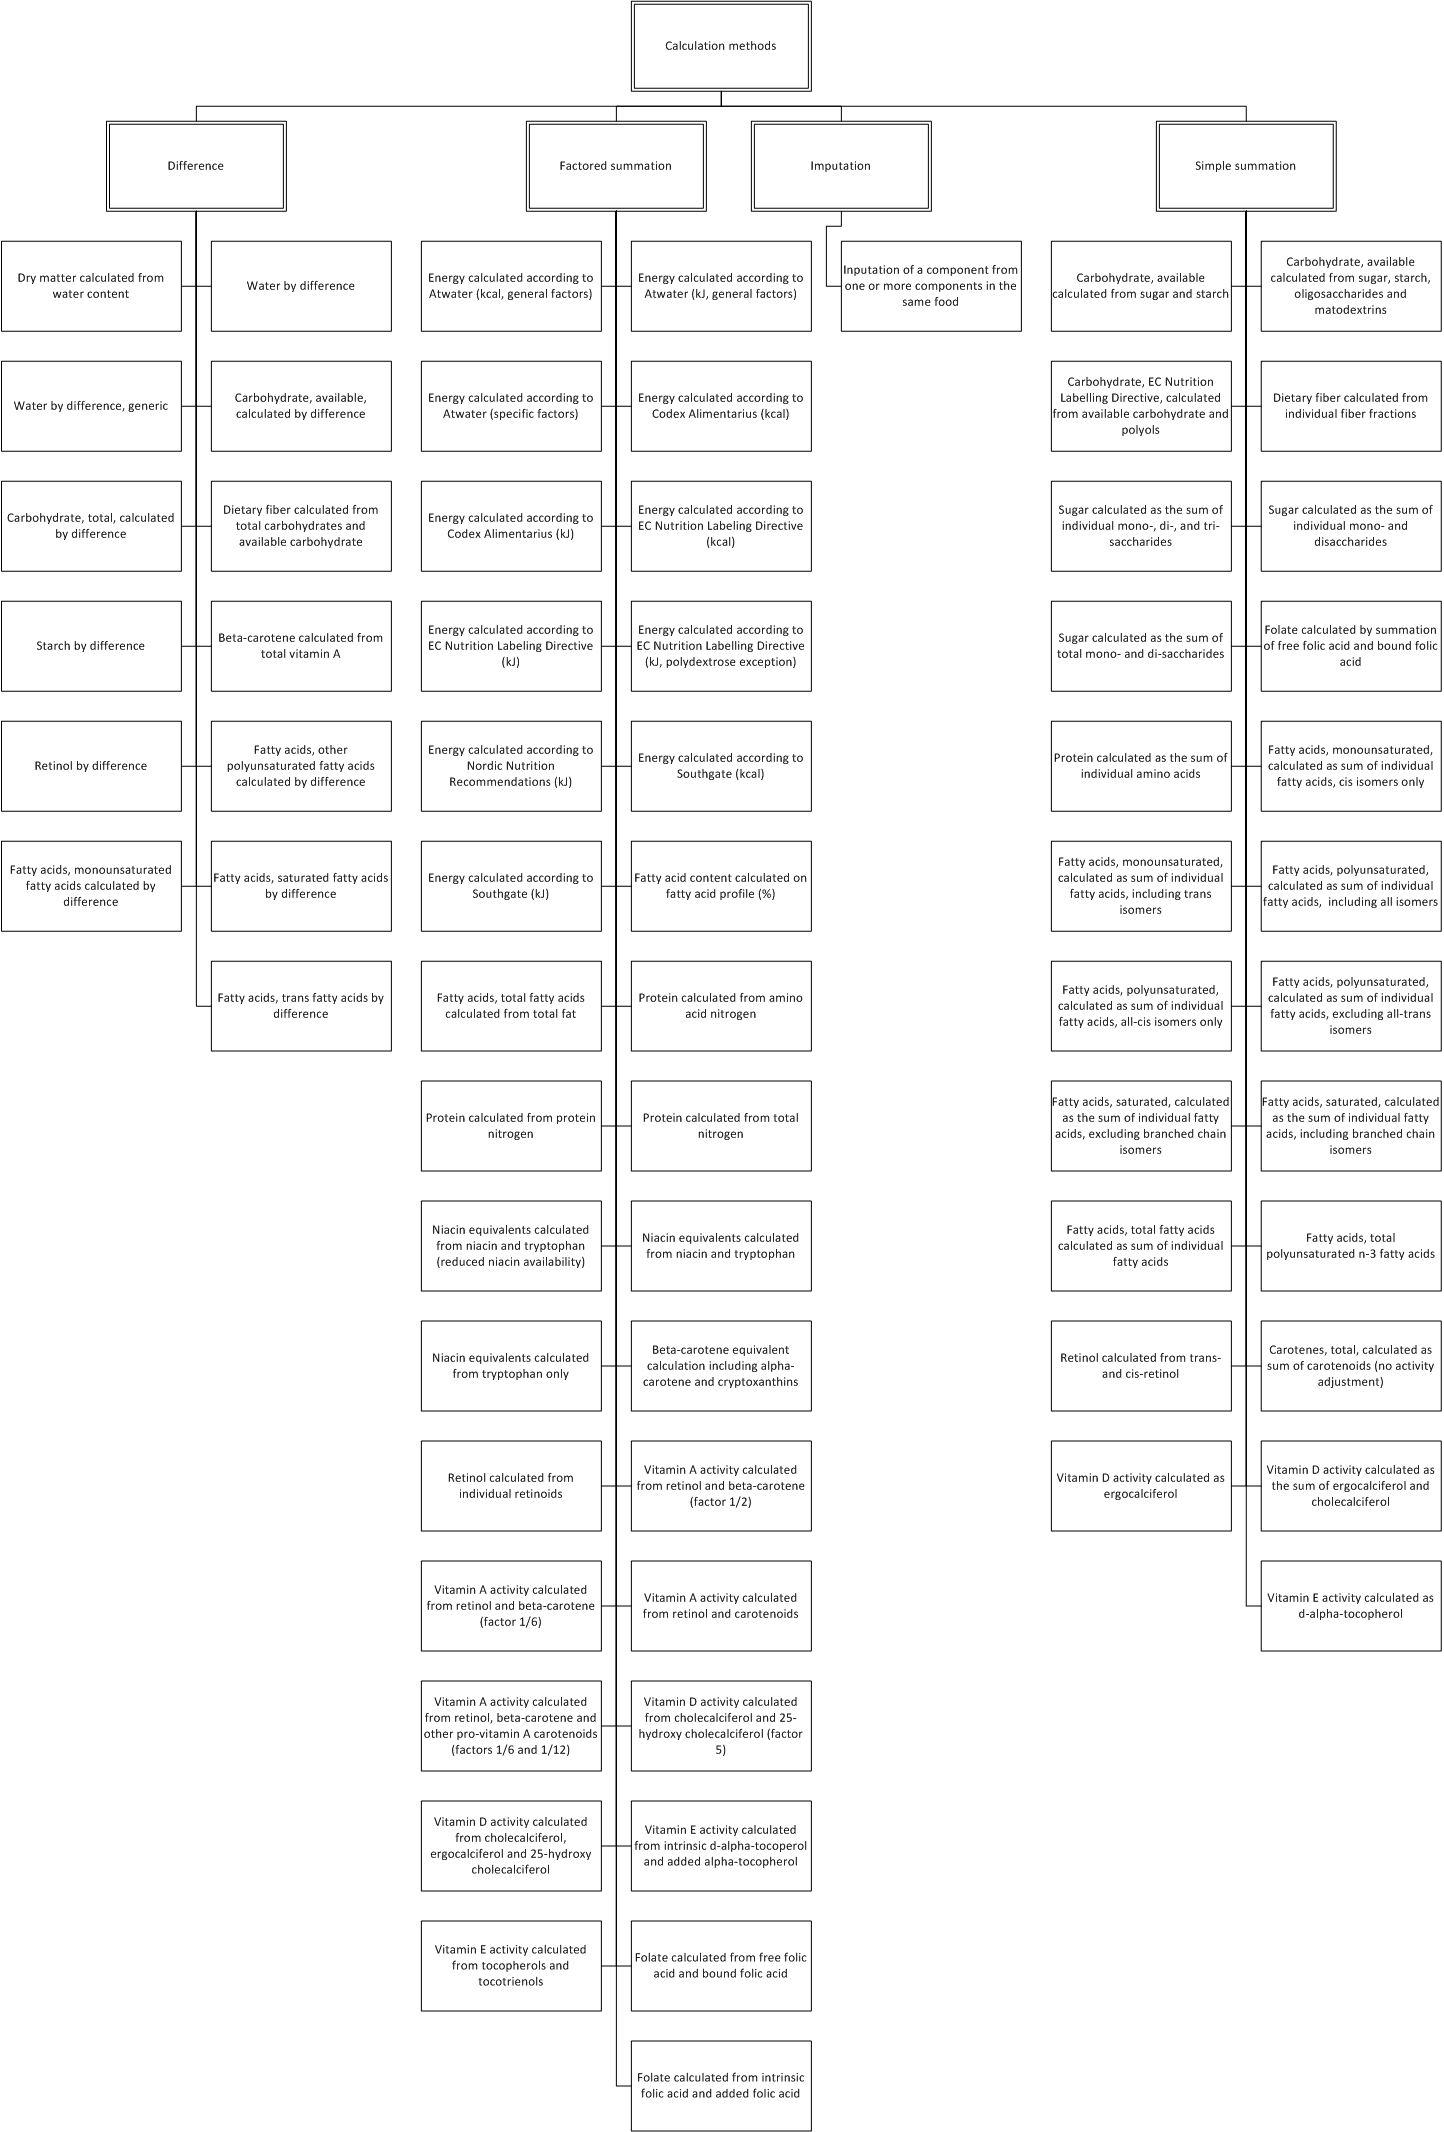 Calculation methods
Difference
Factored summation
Imputation
Simple summation
Dry matter calculated from
water content
Water by difference
Water by difference, generic
Carbohydrate, available,
calculated by difference
Carbohydrate, total, calculated
by difference
Dietary fiber calculated from
total carbohydrates and
available carbohydrate
Starch by difference
Beta-carotene calculated from
total vitamin A
Retinol by difference
Fatty acids, other
polyunsaturated fatty acids
calculated by difference
Fatty acids, monounsaturated
fatty acids calculated by
difference
Fatty acids, saturated fatty acids
by difference
Fatty acids, trans fatty acids by
difference
Energy calculated according to
Atwater (kcal, general factors)
Energy calculated according to
Atwater (kJ, general factors)
Energy calculated according to
Atwater (specific factors)
Energy calculated according to
Codex Alimentarius (kcal)
Energy calculated according to
Codex Alimentarius (kJ)
Energy calculated according to
EC Nutrition Labeling Directive
(kcal)
Energy calculated according to
EC Nutrition Labeling Directive
(kJ)
Energy calculated according to
EC Nutrition Labelling Directive
(kJ, polydextrose exception)
Energy calculated according to
Nordic Nutrition
Recommendations (kJ)
Energy calculated according to
Southgate (kcal)
Energy calculated according to
Southgate (kJ)
Fatty acid content calculated on
fatty acid profile (%)
Fatty acids, total fatty acids
calculated from total fat
Protein calculated from amino
acid nitrogen
Protein calculated from protein
nitrogen
Protein calculated from total
nitrogen
Niacin equivalents calculated
from niacin and tryptophan
(reduced niacin availability)
Niacin equivalents calculated
from niacin and tryptophan
Niacin equivalents calculated
from tryptophan only
Beta-carotene equivalent
calculation including alpha-
carotene and cryptoxanthins
Retinol calculated from
individual retinoids
Vitamin A activity calculated
from retinol and beta-carotene
(factor 1/2)
Vitamin A activity calculated
from retinol and beta-carotene
(factor 1/6)
Vitamin A activity calculated
from retinol and carotenoids
Vitamin A activity calculated
from retinol, beta-carotene and
other pro-vitamin A carotenoids
(factors 1/6 and 1/12)
Vitamin D activity calculated
from cholecalciferol and 25-
hydroxy cholecalciferol (factor
5)
Vitamin D activity calculated
from cholecalciferol,
ergocalciferol and 25-hydroxy
cholecalciferol
Vitamin E activity calculated
from intrinsic d-alpha-tocoperol
and added alpha-tocopherol
Vitamin E activity calculated
from tocopherols and
tocotrienols
Folate calculated from free folic
acid and bound folic acid
Folate calculated from intrinsic
folic acid and added folic acid
Inputation of a component from
one or more components in the
same food
Carbohydrate, available
calculated from sugar and starch
Carbohydrate, available
calculated from sugar, starch,
oligosaccharides and
matodextrins
Carbohydrate, EC Nutrition
Labelling Directive, calculated
from available carbohydrate and
polyols
Dietary fiber calculated from
individual fiber fractions
Sugar calculated as the sum of
individual mono-, di-, and tri-
saccharides
Sugar calculated as the sum of
individual mono- and
disaccharides
Sugar calculated as the sum of
total mono- and di-saccharides
Folate calculated by summation
of free folic acid and bound folic
acid
Protein calculated as the sum of
individual amino acids
Fatty acids, monounsaturated,
calculated as sum of individual
fatty acids, cis isomers only
Fatty acids, monounsaturated,
calculated as sum of individual
fatty acids, including trans
isomers
Fatty acids, polyunsaturated,
calculated as sum of individual
fatty acids, including all isomers
Fatty acids, polyunsaturated,
calculated as sum of individual
fatty acids, all-cis isomers only
Fatty acids, polyunsaturated,
calculated as sum of individual
fatty acids, excluding all-trans
isomers
Fatty acids, saturated, calculated
as the sum of individual fatty
acids, excluding branched chain
isomers
Fatty acids, saturated, calculated
as the sum of individual fatty
acids, including branched chain
isomers
Fatty acids, total fatty acids
calculated as sum of individual
fatty acids
Fatty acids, total
polyunsaturated n-3 fatty acids
Retinol calculated from trans-
and cis-retinol
Carotenes, total, calculated as
sum of carotenoids (no activity
adjustment)
Vitamin D activity calculated as
ergocalciferol
Vitamin D activity calculated as
the sum of ergocalciferol and
cholecalciferol
Vitamin E activity calculated as
d-alpha-tocopherol